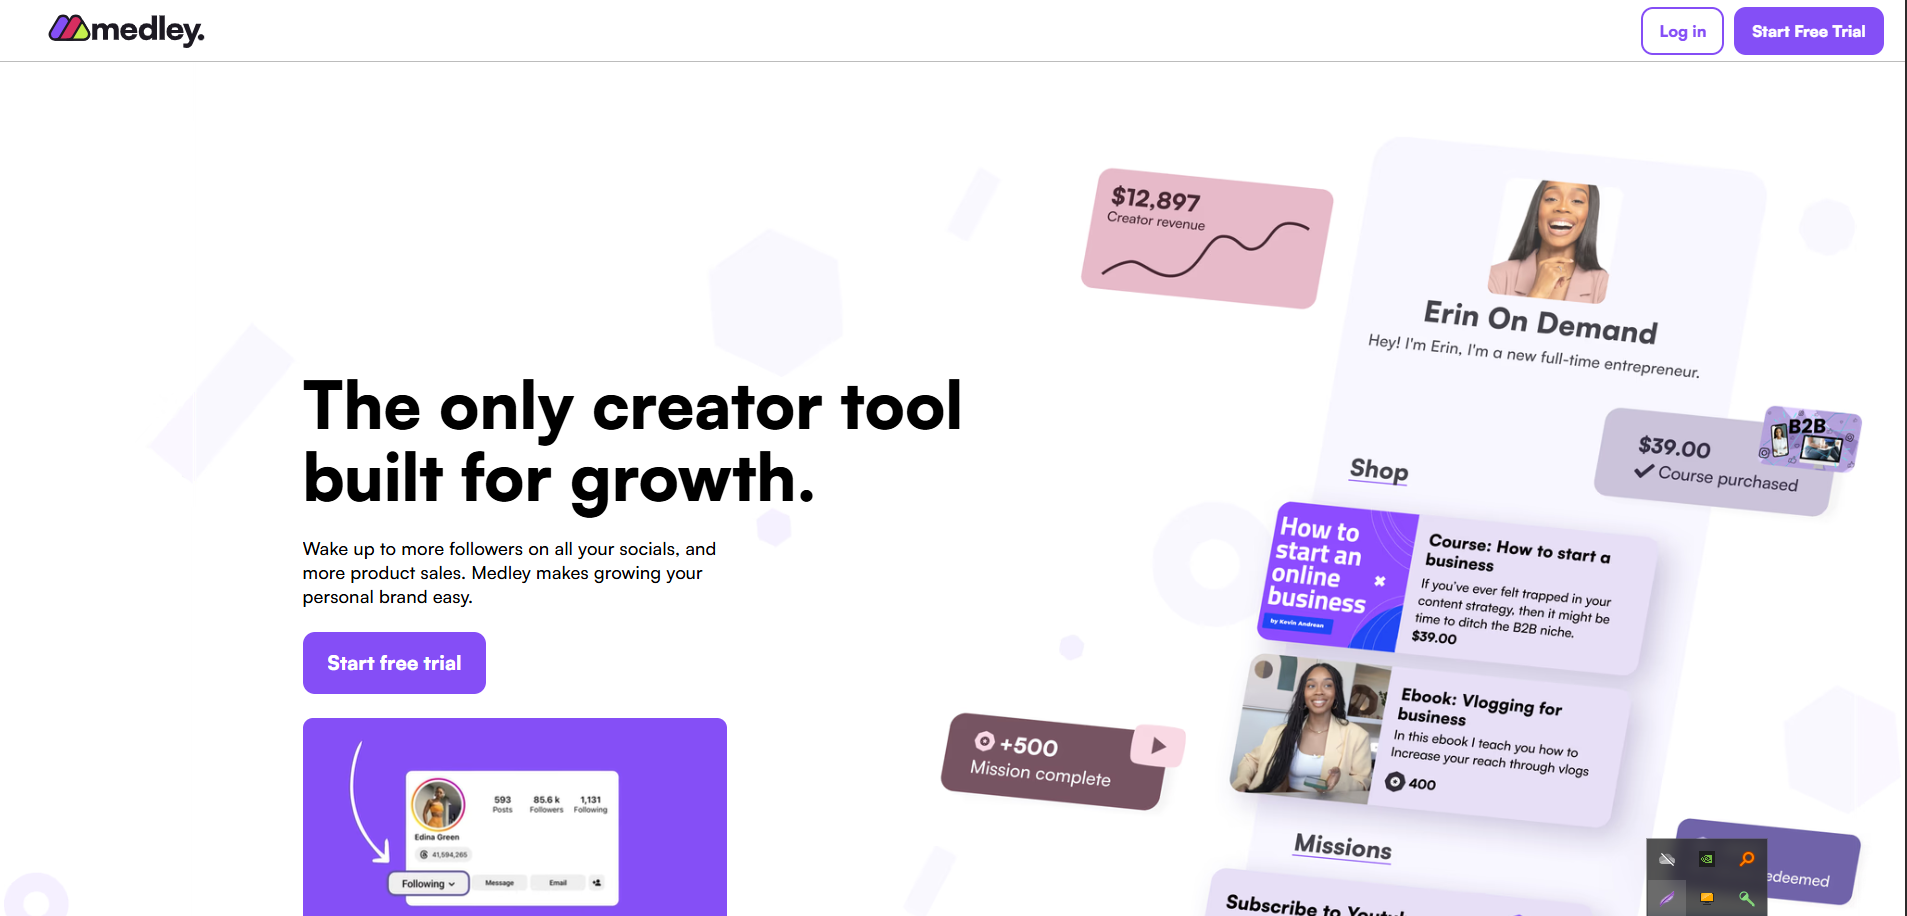 medley.
Log in
Start Free Trial
$12,897
Creator revenue
Erin On Demand
Hey! I'm Erin, I'm a new full-time entrepreneur.
The only creator tool
built for growth.
Wake up to more followers on all your socials, and
more product sales. Medley makes growing your
personal brand easy.
Start free trial
B2B
$39.00
Course purchased
Shop
How to
start an
online
business
by Kevin Andrean
Course: How to start a
business
If you've ever felt trapped in your
content strategy, then it might be
time to ditch the B2B niche.
$39.00
Ebook: Vlogging for
business
In this ebook I teach you how to
Increase your reach through vlogs
400
+500
Mission complete
593
Posts
85.6 k
Followers
1,131
Following
Edina Green
41,594,265
Following
Message
Email
Missions
edeemed
Subscribe to